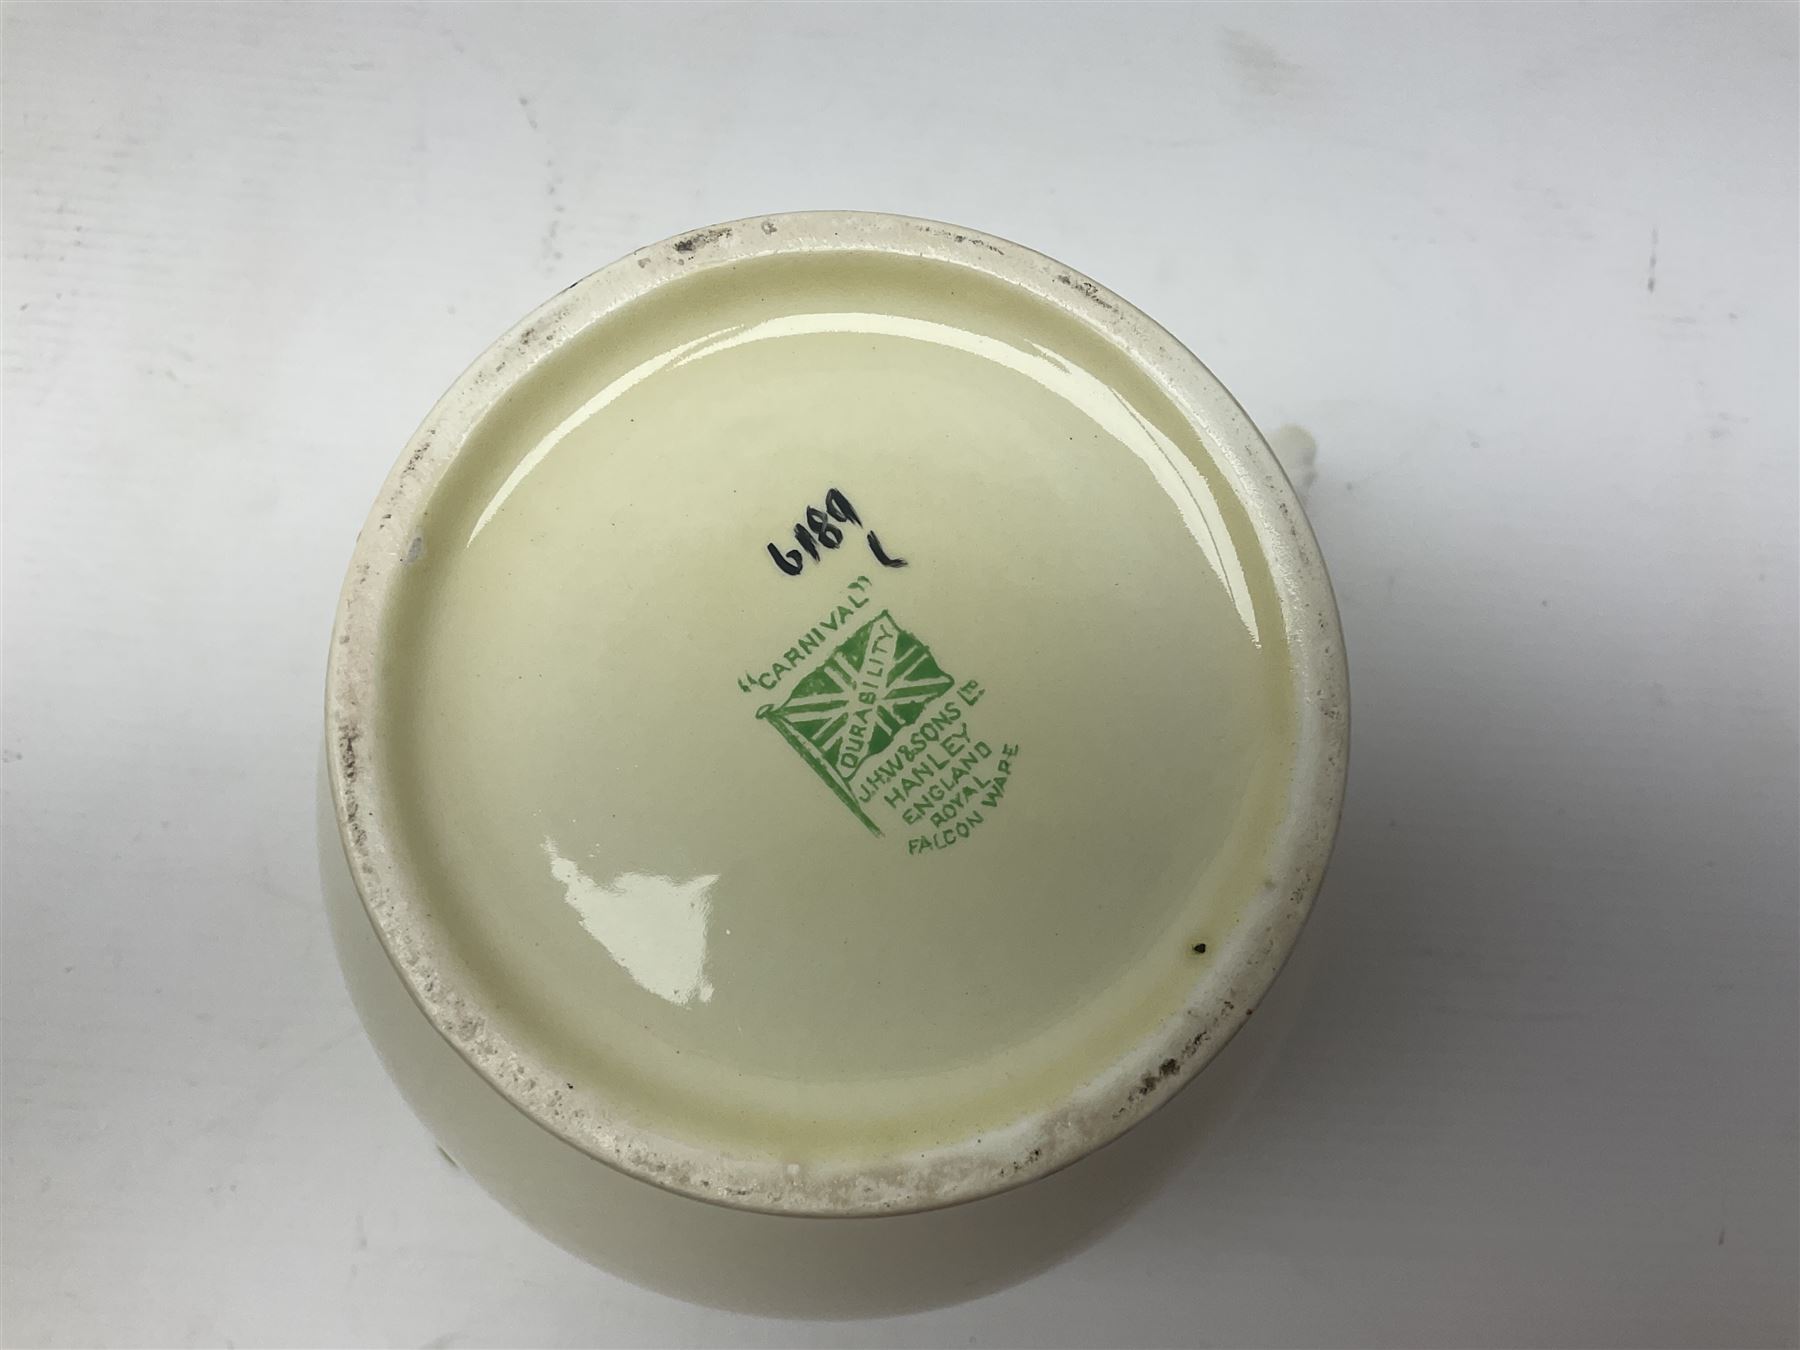 6189
L
"CARNIVAL"
DURABILITY
J.H.W&SONS LTD
HANLEY
ENGLAND
ROYAL
FALCON WARE